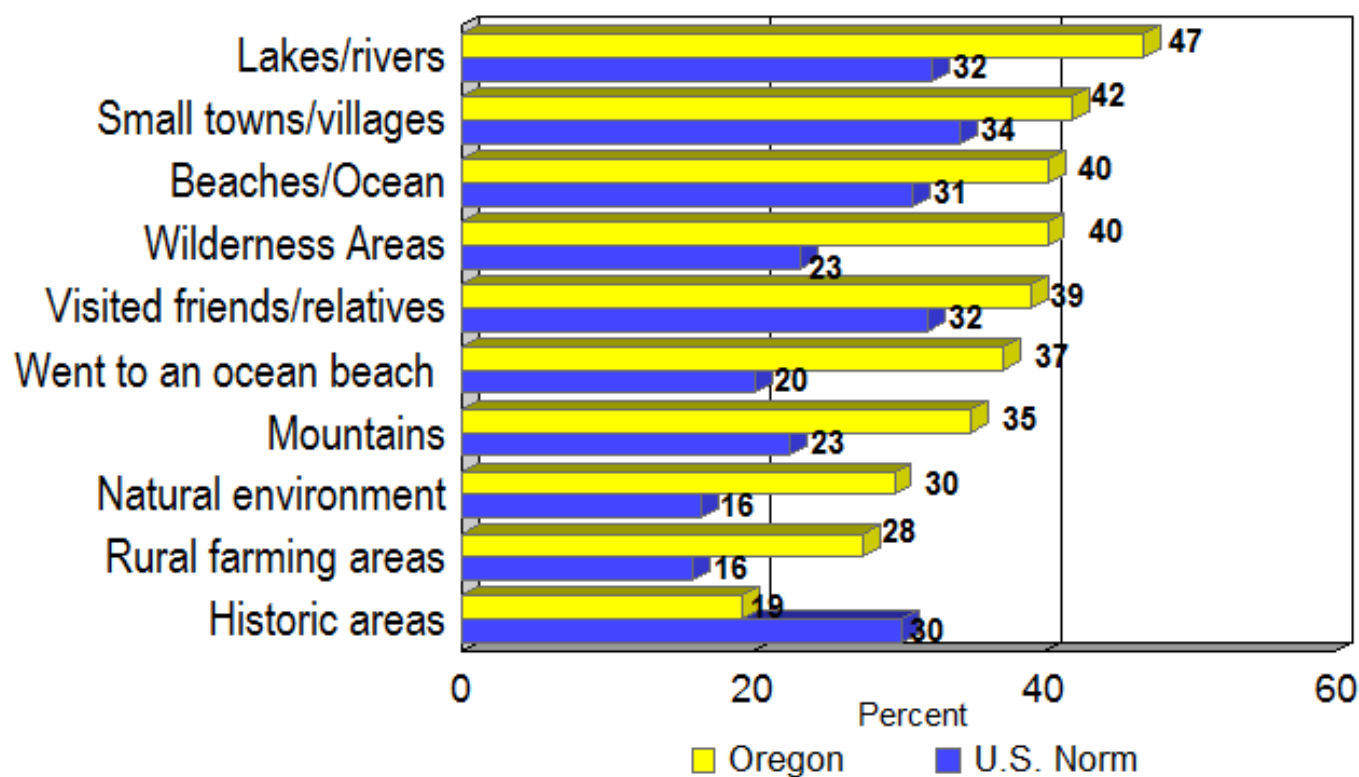 Lakes/rivers 47
32
Small towns/villages 42
34
Beaches/Ocean 40
31
Wilderness Areas 40
23
Visited friends/relatives 39
32
Went to an ocean beach 37
20
Mountains 35
23
Natural environment 30
16
Rural farming areas 28
16
Historic areas 19
30
0 20 40 60
Percent
Oregon U.S. Norm